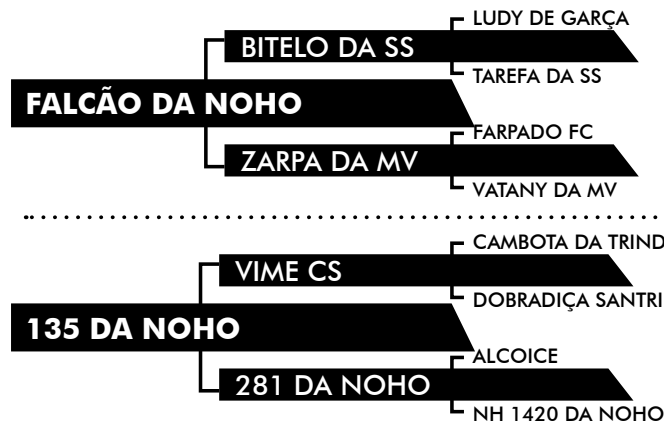 LUDY DE GARÇA
BITELO DA SS
TAREFA DA SS
FALCÃO DA NOHO
FARPADO FC
ZARPA DA MV
VATANY DA MV
CAMBOTA DA TRIND
VIME CS
DOBRADIÇA SANTRI
135 DA NOHO
ALCOICE
281 DA NOHO
NH 1420 DA NOHO